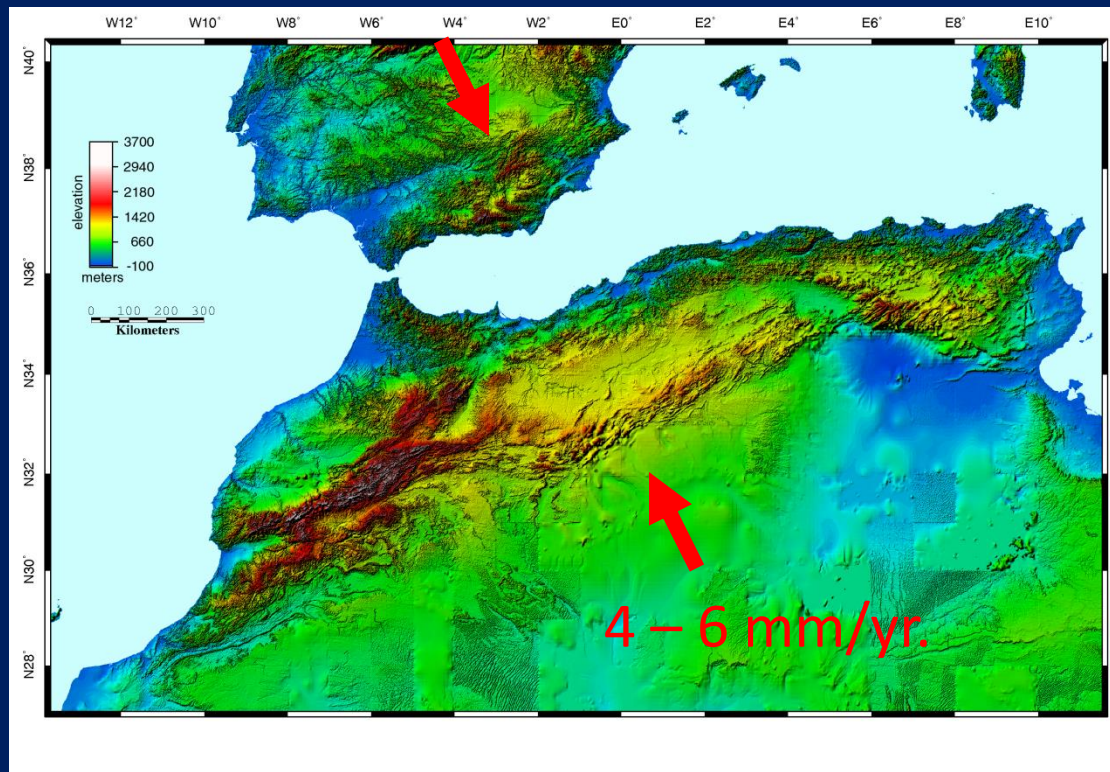 W12° W10° W8° W6° W4° W2° E0° E2° E4° E6° E8° E10°
N40°
N38°
N36°
N34°
N32°
N30°
N28°
elevation
3700
2940
2180
1420
660
-100
meters
0 100 200 300
Kilometers
4 – 6 mm/yr.